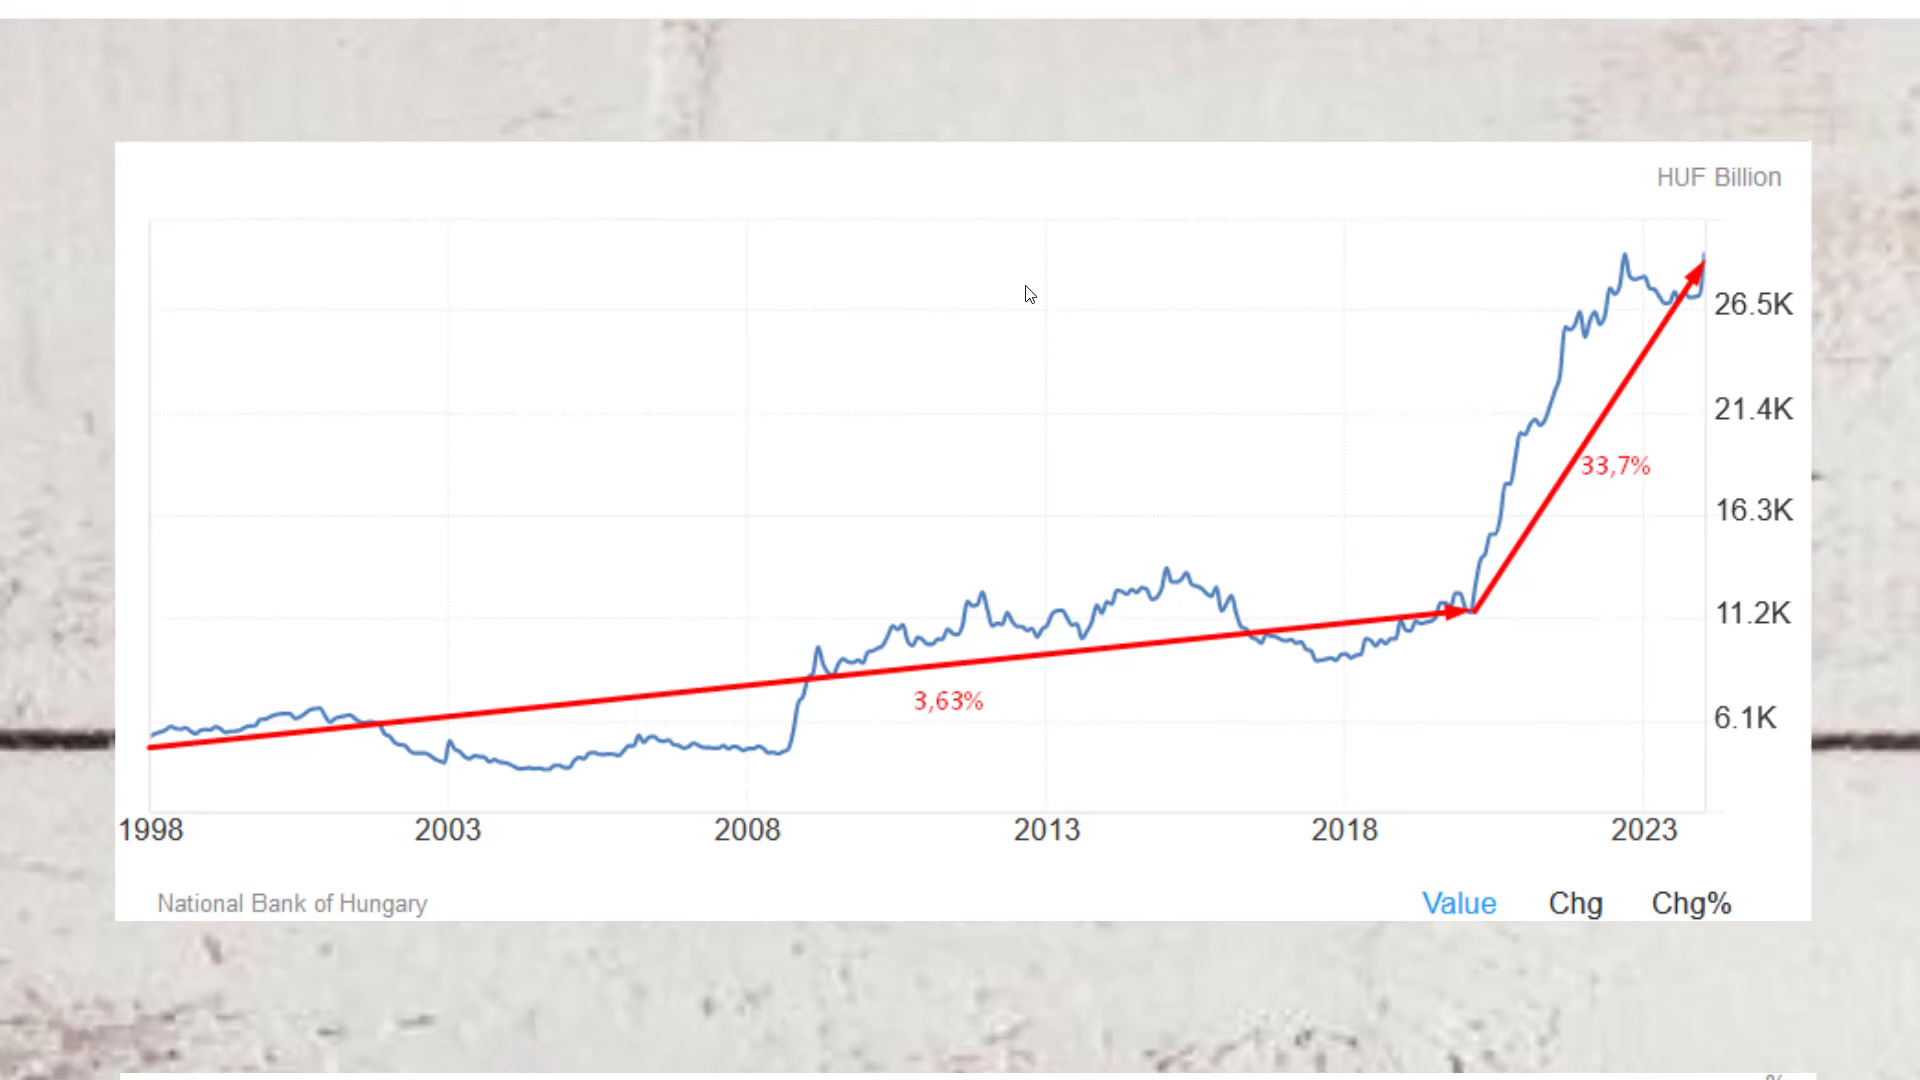 HUF Billion
26.5K
21.4K
33,7%
16.3K
11.2K
3,63%
6.1K
1998 2003 2008 2013 2018 2023
National Bank of Hungary Value Chg Chg%